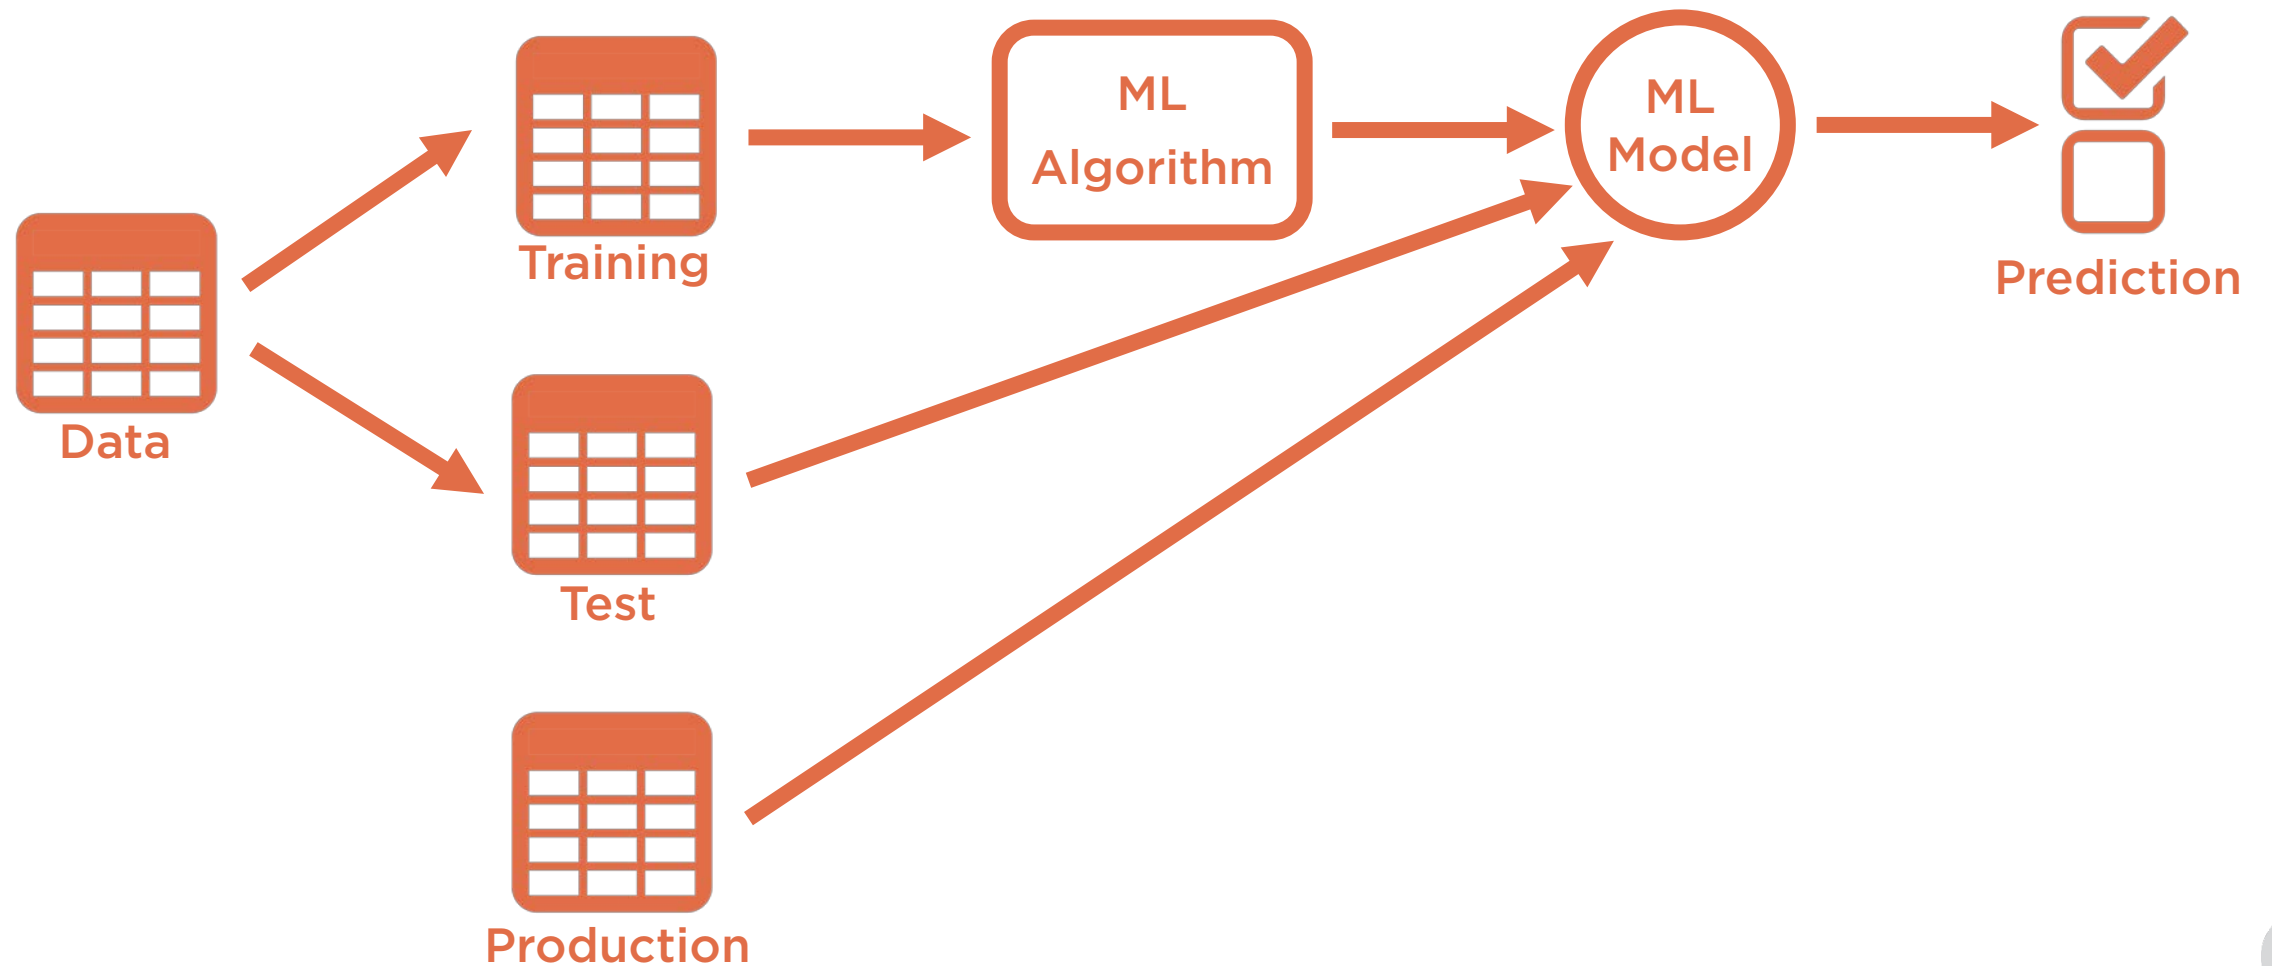 Data
Training
Test
Production
ML
Algorithm
ML
Model
Prediction